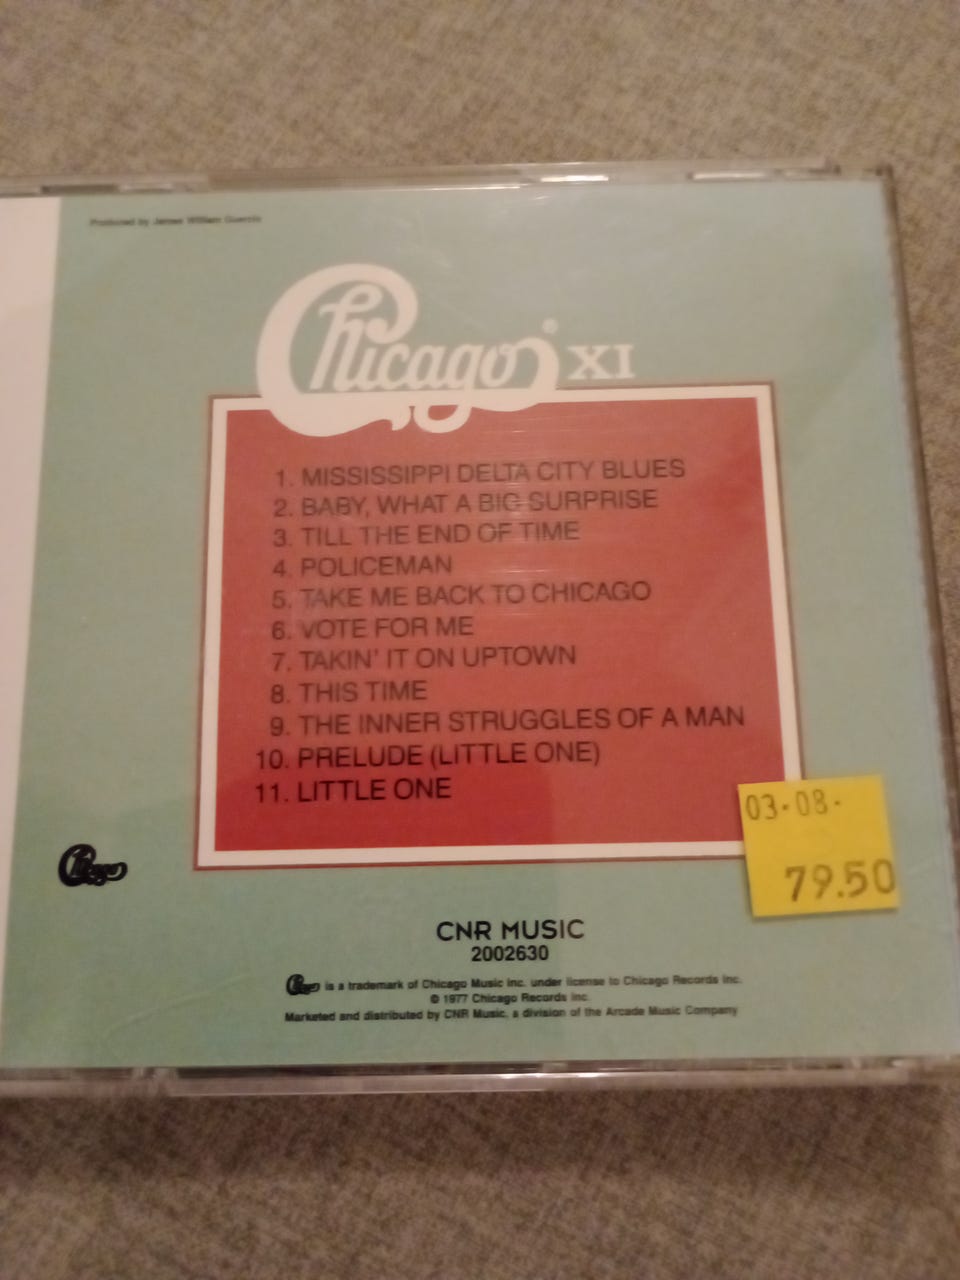 Produced by James William Guercio
Chicago® XI
1. MISSISSIPPI DELTA CITY BLUES
2. BABY, WHAT A BIG SURPRISE
3. TILL THE END OF TIME
4. POLICEMAN
5. TAKE ME BACK TO CHICAGO
6. VOTE FOR ME
7. TAKIN' IT ON UPTOWN
8. THIS TIME
9. THE INNER STRUGGLES OF A MAN
10. PRELUDE (LITTLE ONE)
11. LITTLE ONE
03·08·
79.50
Chicago
CNR MUSIC
2002630
Chicago is a trademark of Chicago Music Inc. under license to Chicago Records Inc.
© 1977 Chicago Records Inc.
Marketed and distributed by CNR Music, a division of the Arcade Music Company